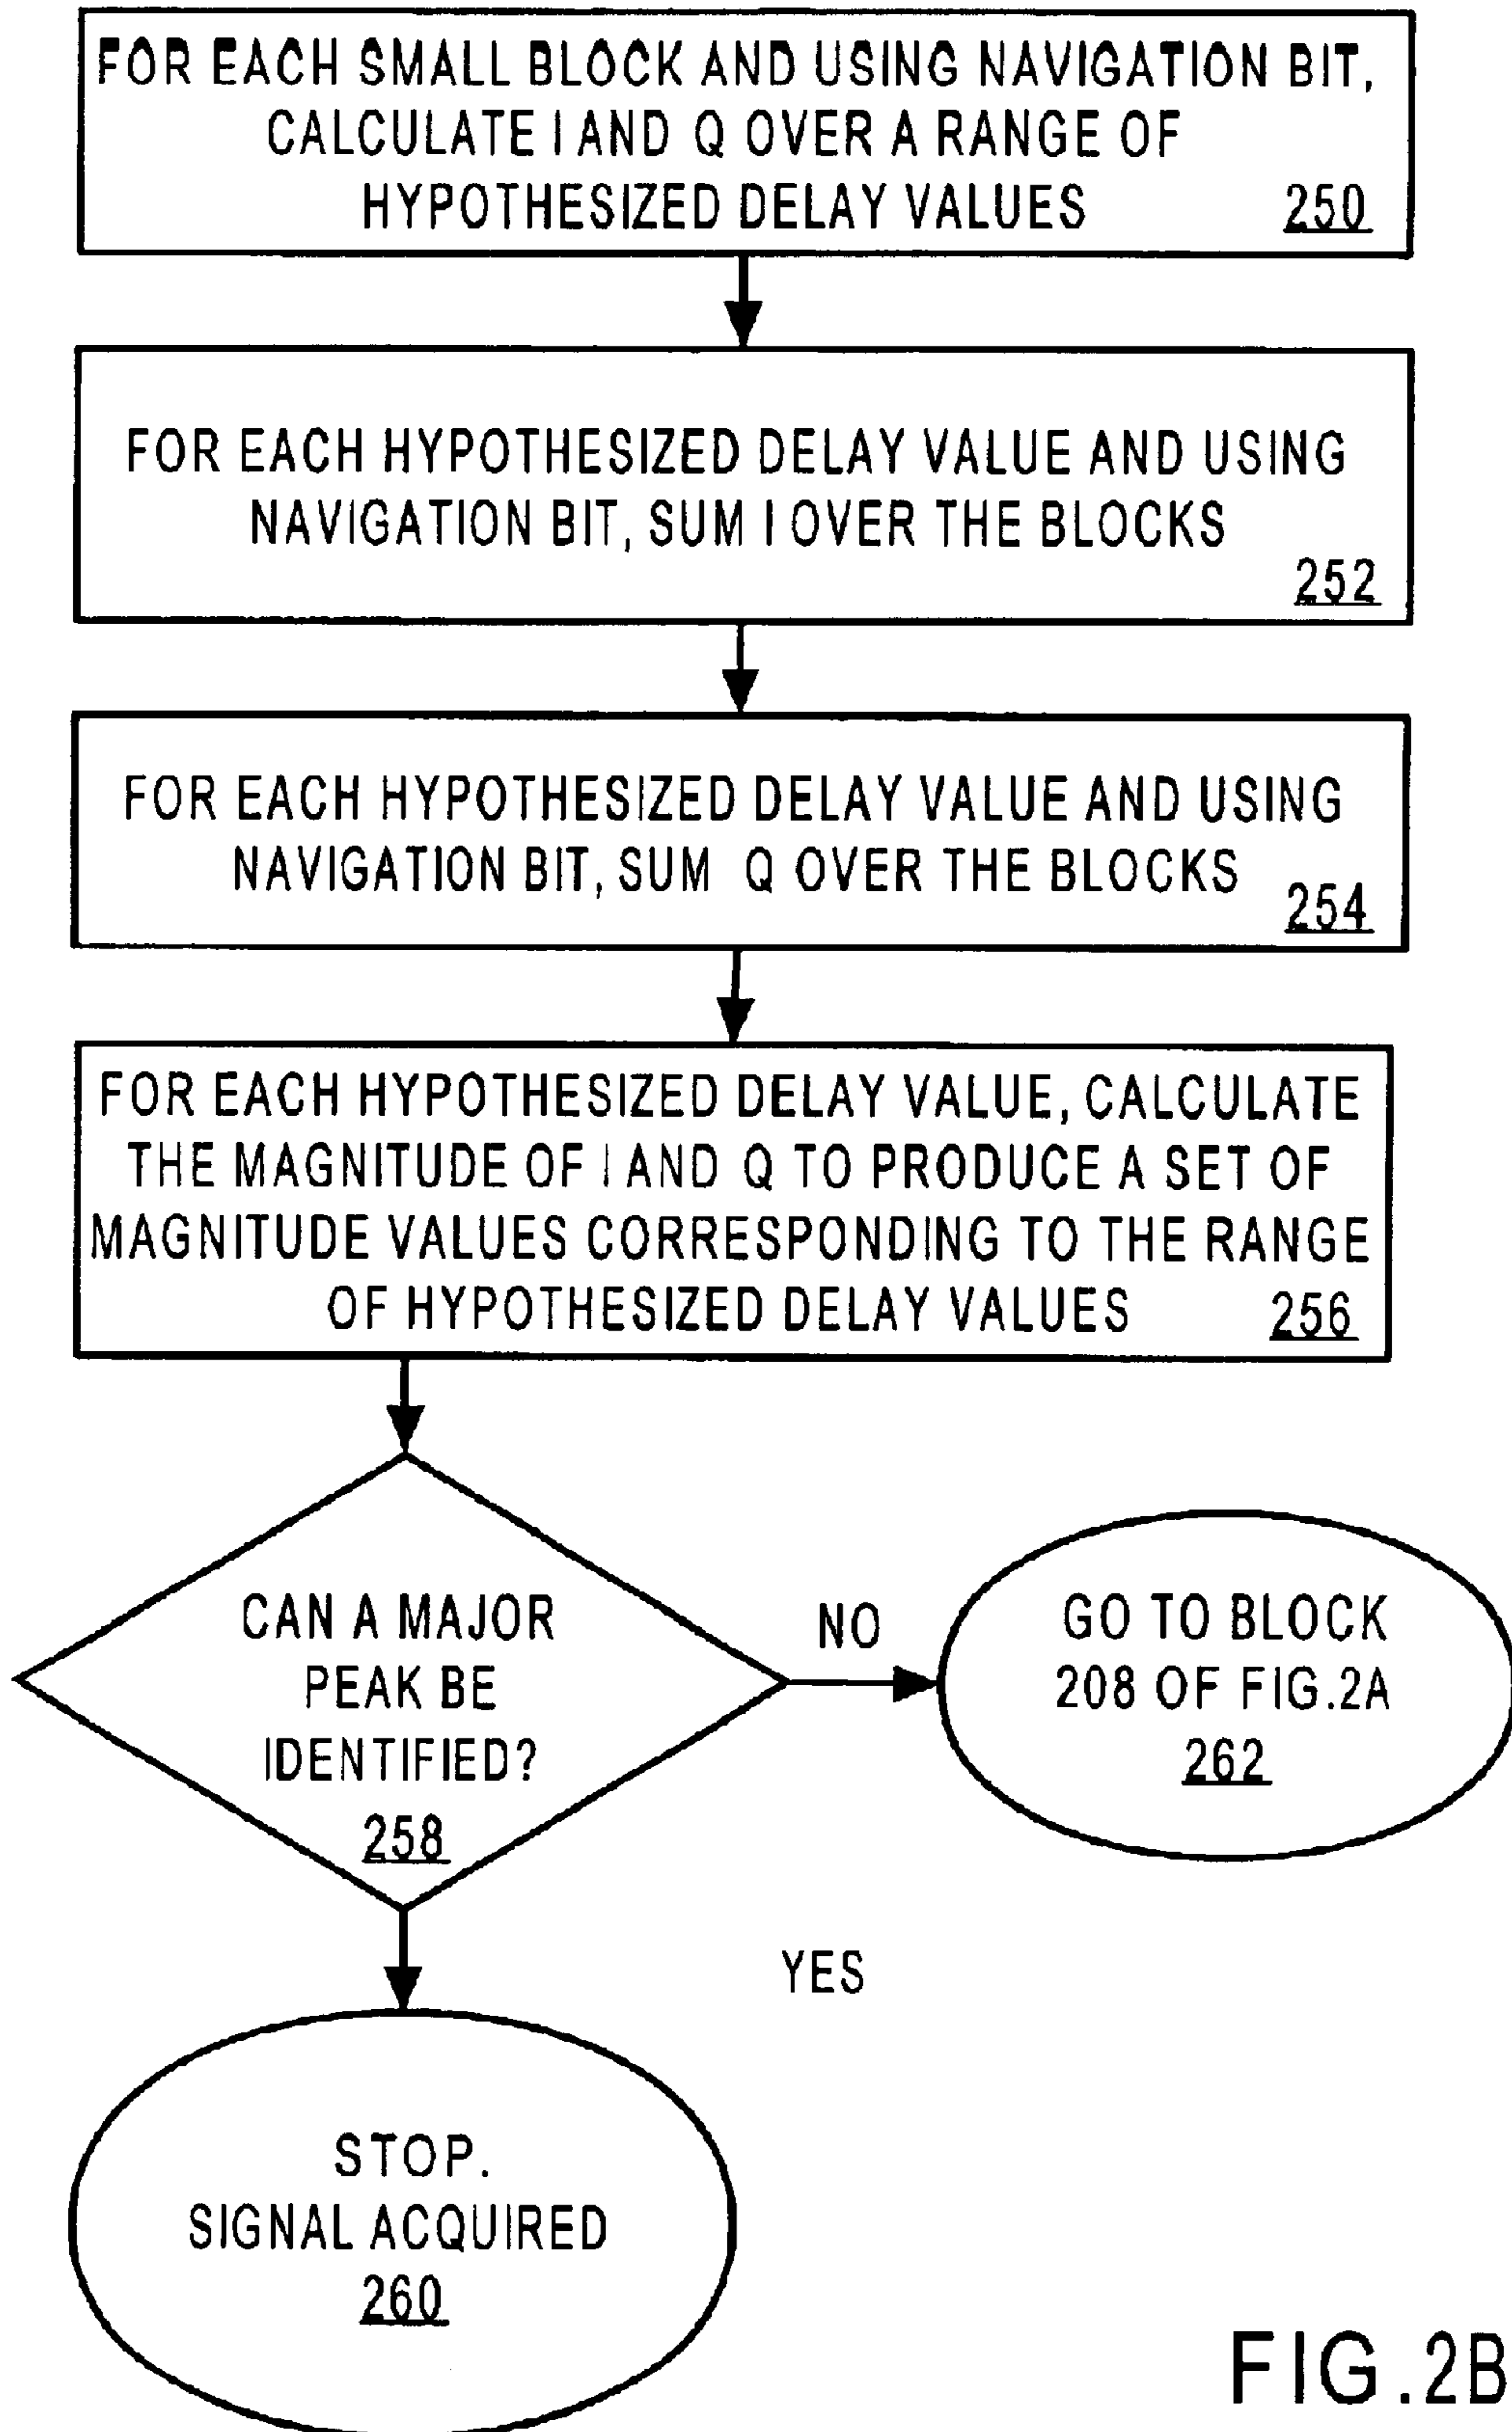 FOR EACH SMALL BLOCK AND USING NAVIGATION BIT,
CALCULATE I AND Q OVER A RANGE OF
HYPOTHESIZED DELAY VALUES 250
FOR EACH HYPOTHESIZED DELAY VALUE AND USING
NAVIGATION BIT, SUM I OVER THE BLOCKS
252
FOR EACH HYPOTHESIZED DELAY VALUE AND USING
NAVIGATION BIT, SUM Q OVER THE BLOCKS
254
FOR EACH HYPOTHESIZED DELAY VALUE, CALCULATE
THE MAGNITUDE OF I AND Q TO PRODUCE A SET OF
MAGNITUDE VALUES CORRESPONDING TO THE RANGE
OF HYPOTHESIZED DELAY VALUES 256
CAN A MAJOR
PEAK BE
IDENTIFIED?
258
NO
GO TO BLOCK
208 OF FIG.2A
262
YES
STOP.
SIGNAL ACQUIRED
260
FIG.2B